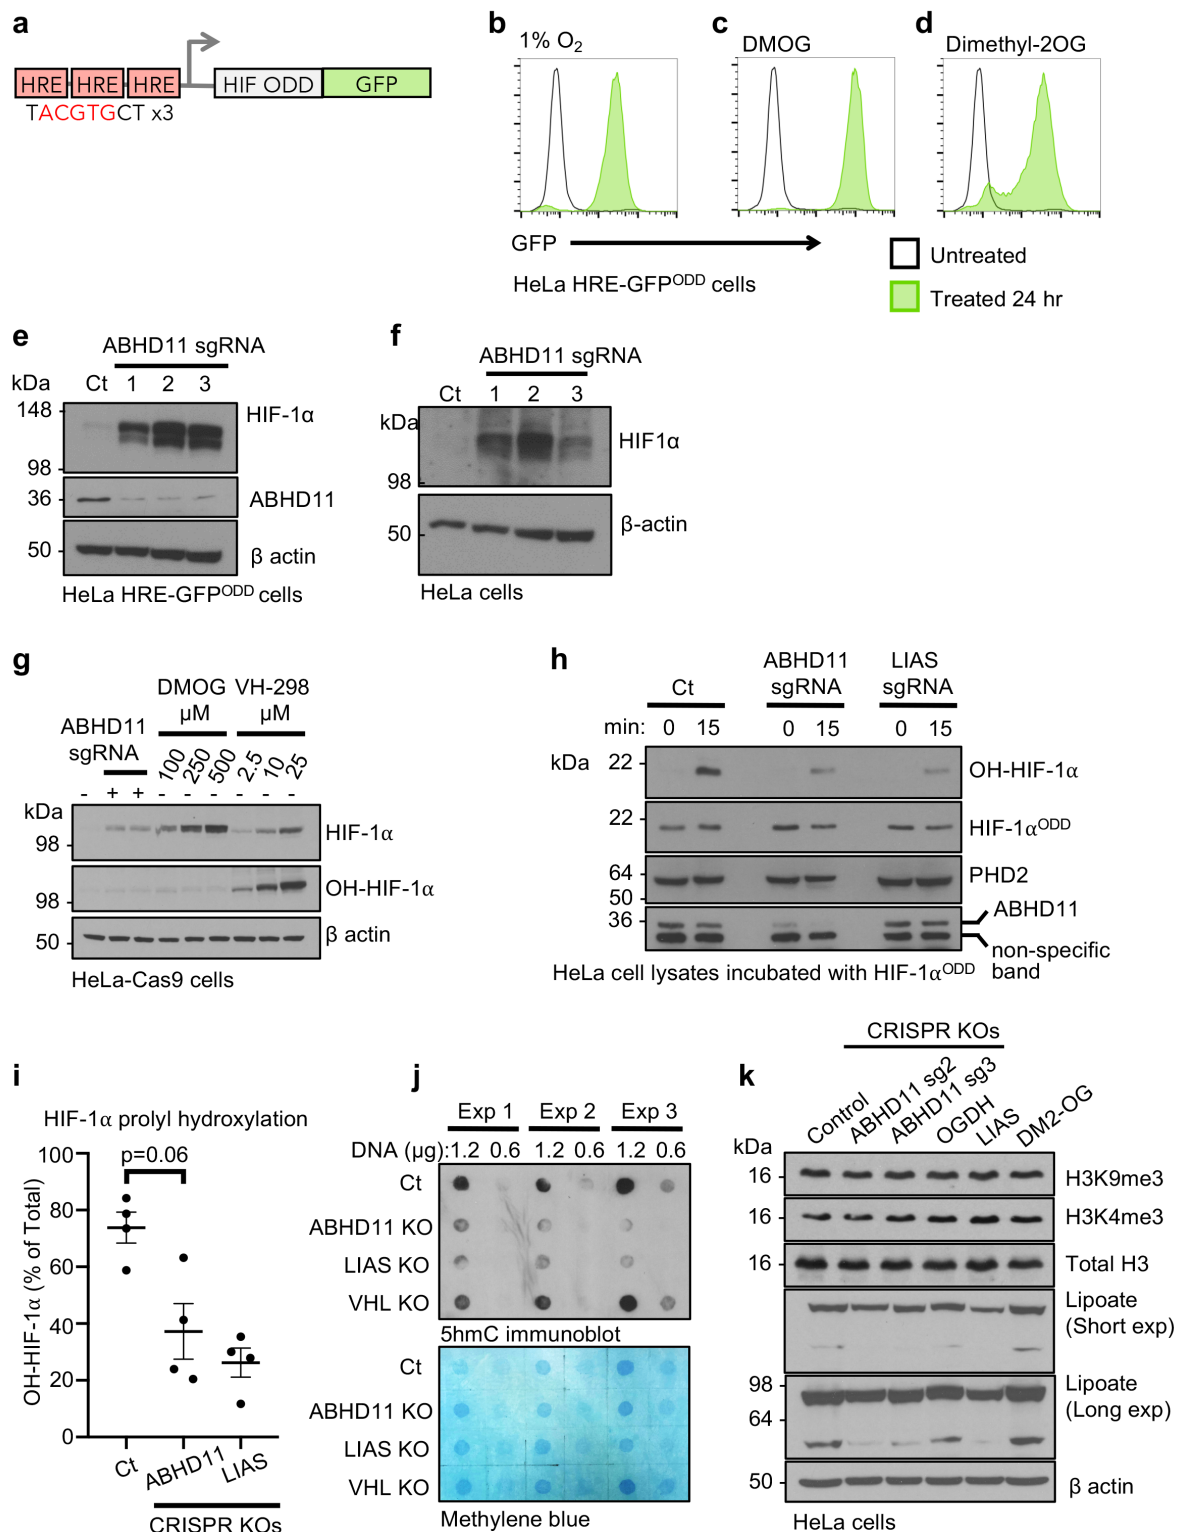 a
HRE HRE HRE HIF ODD GFP
TACGTGCT x3
b
1% O2
c
DMOG
d
Dimethyl-2OG
GFP
HeLa HRE-GFPODD cells
Untreated
Treated 24 hr
e
ABHD11 sgRNA
kDa Ct 1 2 3
148
HIF-1α
98
36
ABHD11
50
β actin
HeLa HRE-GFPODD cells
f
ABHD11 sgRNA
Ct 1 2 3
kDa
HIF1α
98
β-actin
50
HeLa cells
g
DMOG VH-298
µM µM
ABHD11
sgRNA
100 250 500 2.5 10 25
- + + - - - - - -
kDa
HIF-1α
98
OH-HIF-1α
98
50
β actin
HeLa-Cas9 cells
h
Ct
ABHD11
sgRNA
LIAS
sgRNA
min: 0 15 0 15 0 15
kDa 22
OH-HIF-1α
22
HIF-1αODD
64
PHD2
50
36
ABHD11
non-specific
band
HeLa cell lysates incubated with HIF-1αODD
i
HIF-1α prolyl hydroxylation
p=0.06
OH-HIF-1α (% of Total)
100
80
60
40
20
0
Ct ABHD11 LIAS
CRISPR KOs
j
Exp 1 Exp 2 Exp 3
DNA (µg): 1.2 0.6 1.2 0.6 1.2 0.6
Ct
ABHD11 KO
LIAS KO
VHL KO
5hmC immunoblot
Ct
ABHD11 KO
LIAS KO
VHL KO
Methylene blue
k
CRISPR KOs
Control ABHD11 sg2 ABHD11 sg3 OGDH LIAS DM2-OG
kDa
16
H3K9me3
16
H3K4me3
16
Total H3
Lipoate
(Short exp)
98
Lipoate
(Long exp)
64
50
β actin
HeLa cells